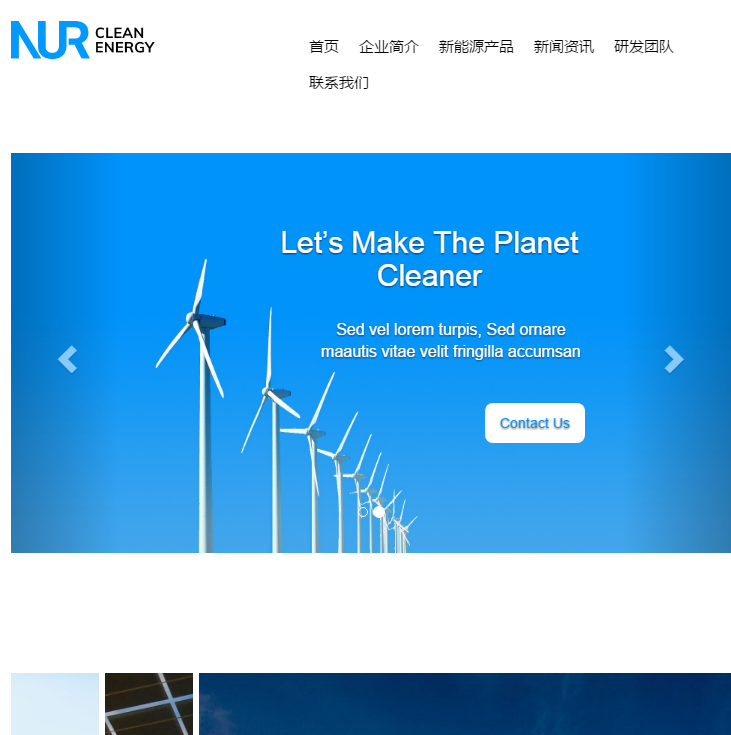 NUR CLEAN
ENERGY
首页 企业简介 新能源产品 新闻资讯 研发团队
联系我们
Let’s Make The Planet
Cleaner
Sed vel lorem turpis, Sed ornare
maautis vitae velit fringilla accumsan
Contact Us